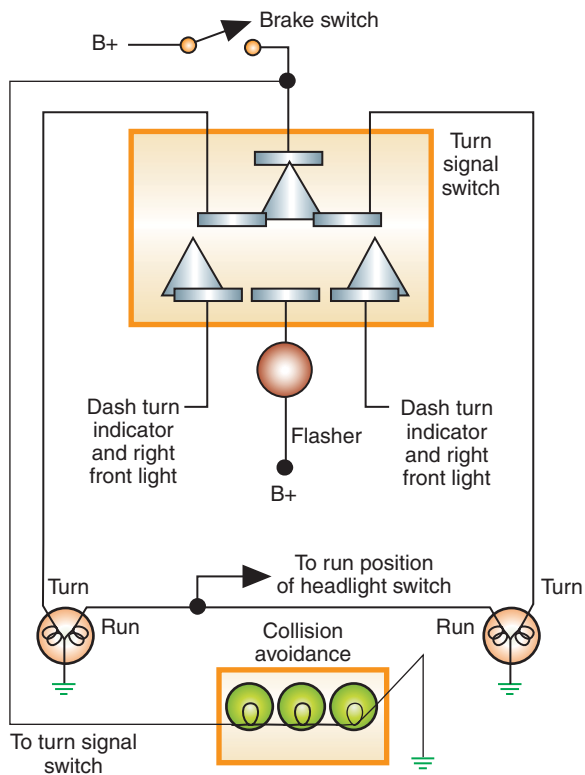 Brake switch
B+
Turn
signal
switch
Dash turn
indicator
and right
front light
Flasher
B+
Dash turn
indicator
and right
front light
To run position
of headlight switch
Turn
Run
Turn
Run
Collision
avoidance
To turn signal
switch